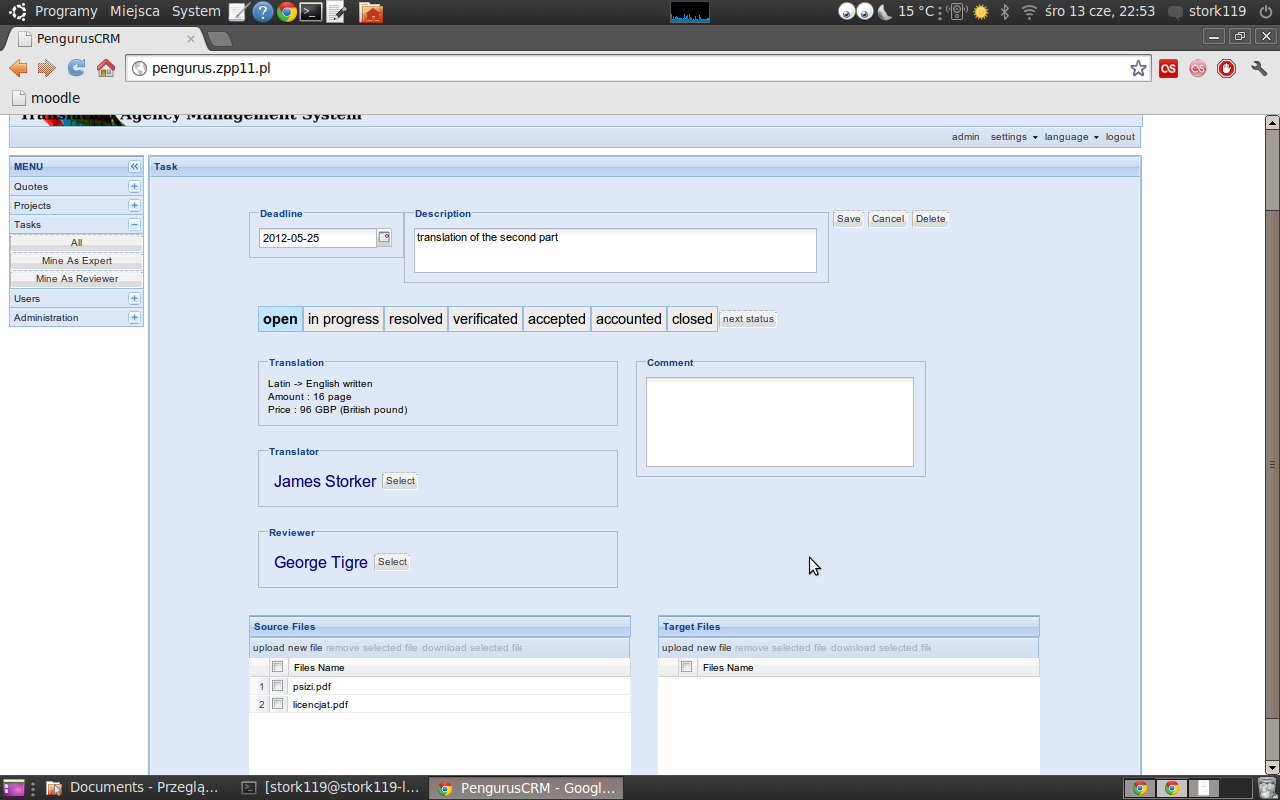 Programy Miejsca System 15 °C śro 13 cze, 22:53 stork119
PengurusCRM
pengurus.zpp11.pl
moodle
Agency Management System
admin settings language logout
MENU
Task
Quotes
Projects
Tasks
All
Mine As Expert
Mine As Reviewer
Users
Administration
Deadline
2012-05-25
Description
translation of the second part
Save Cancel Delete
open in progress resolved verificated accepted accounted closed next status
Translation
Latin -> English written
Amount : 16 page
Price : 96 GBP (British pound)
Comment
Translator
James Storker Select
Reviewer
George Tigre Select
Source Files
upload new file remove selected file download selected file
Files Name
1 psizi.pdf
2 licencjat.pdf
Target Files
upload new file remove selected file download selected file
Files Name
Documents - Przeglą... [stork119@stork119-l... PengurusCRM - Googl...